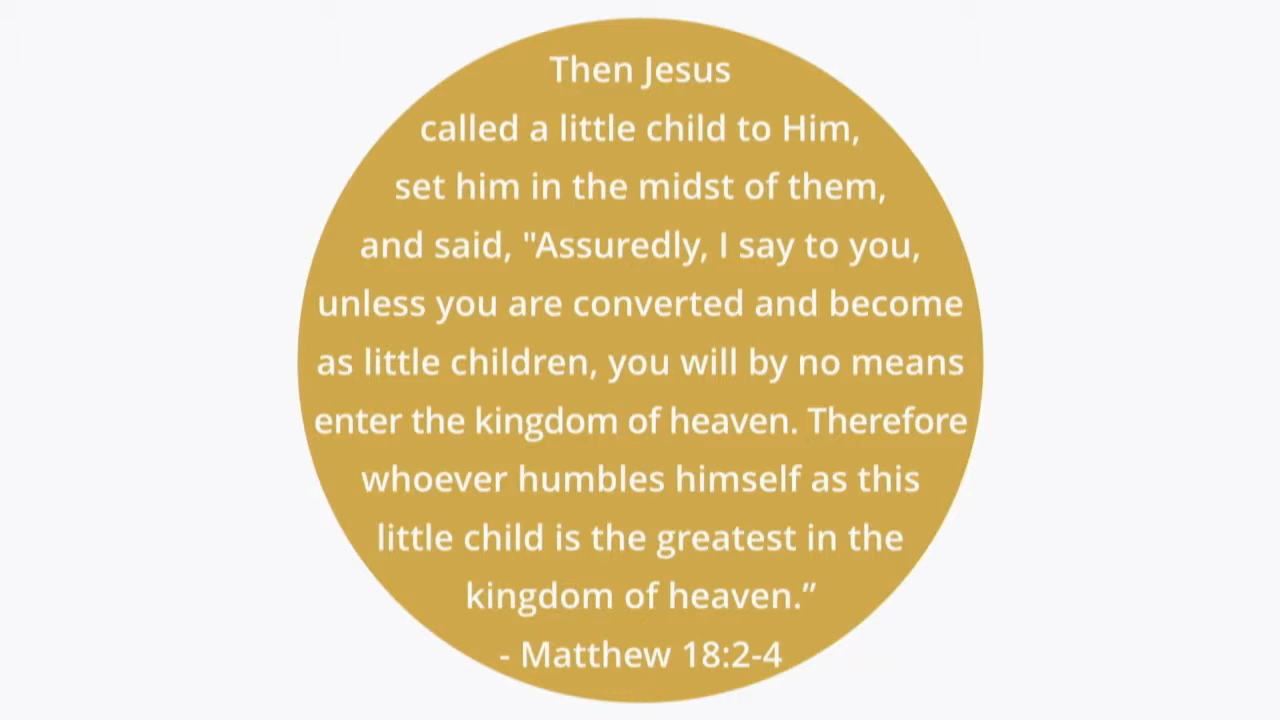 Then Jesus
called a little child to Him,
set him in the midst of them,
and said, "Assuredly, I say to you,
unless you are converted and become
as little children, you will by no means
enter the kingdom of heaven. Therefore
whoever humbles himself as this
little child is the greatest in the
kingdom of heaven.”
- Matthew 18:2-4